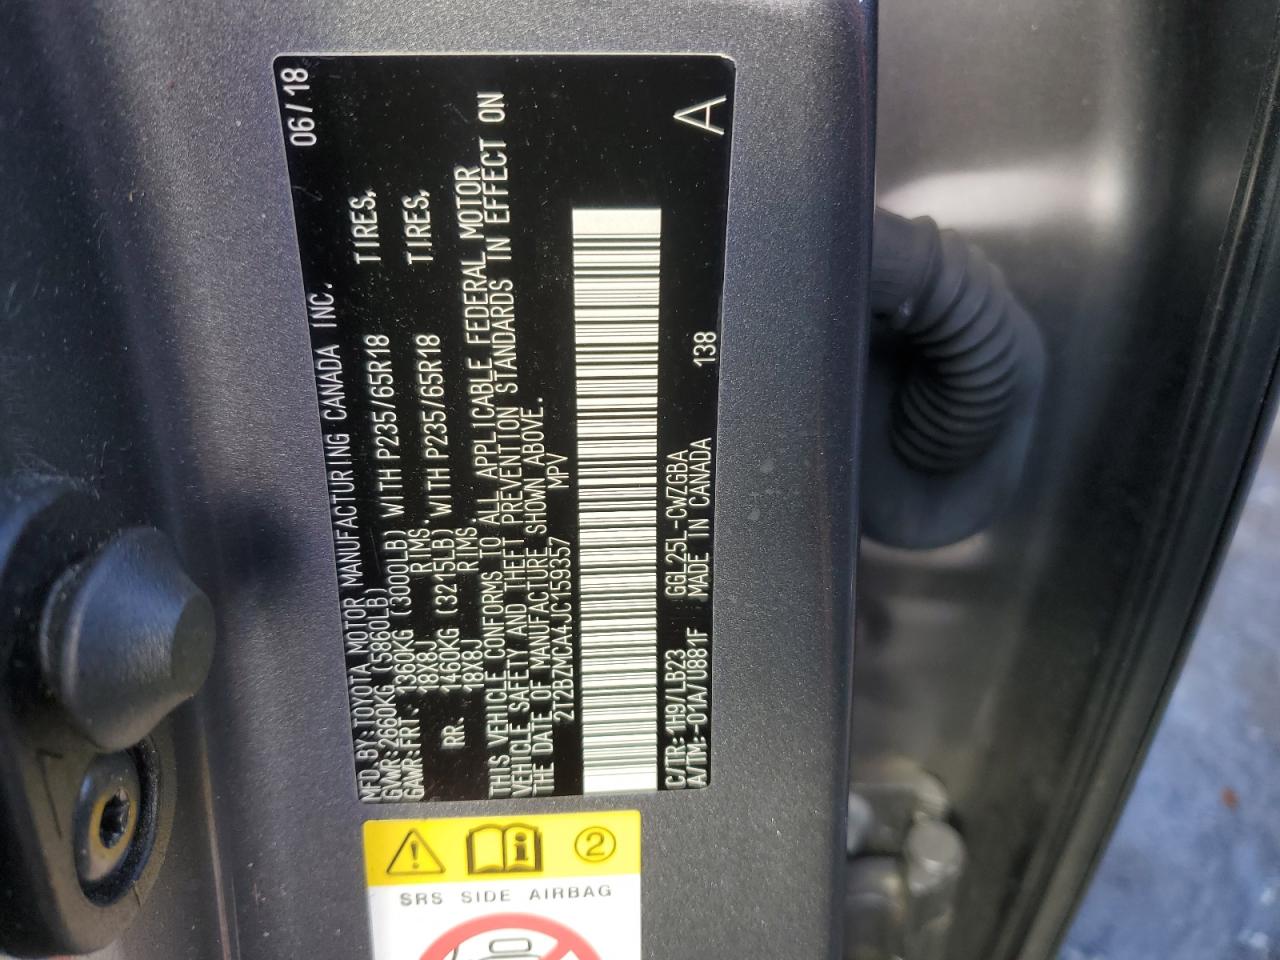 MFD.BY:TOYOTA MOTOR MANUFACTURING CANADA INC. 06/18
GVWR:2660KG (5860LB)
GAWR:FRT. 1360KG (3000LB) WITH P235/65R18 TIRES,
18X8J RIMS.
RR. 1460KG (3215LB) WITH P235/65R18 TIRES,
18X8J RIMS.
THIS VEHICLE CONFORMS TO ALL APPLICABLE FEDERAL MOTOR
VEHICLE SAFETY AND THEFT PREVENTION STANDARDS IN EFFECT ON
THE DATE OF MANUFACTURE SHOWN ABOVE.
2T2BZMCA4JC159357 MPV
C/TR:1H9/LB23 GGL25L-CWZGBA 138 A
A/TM:-01A/U881F MADE IN CANADA
2
SRS SIDE AIRBAG